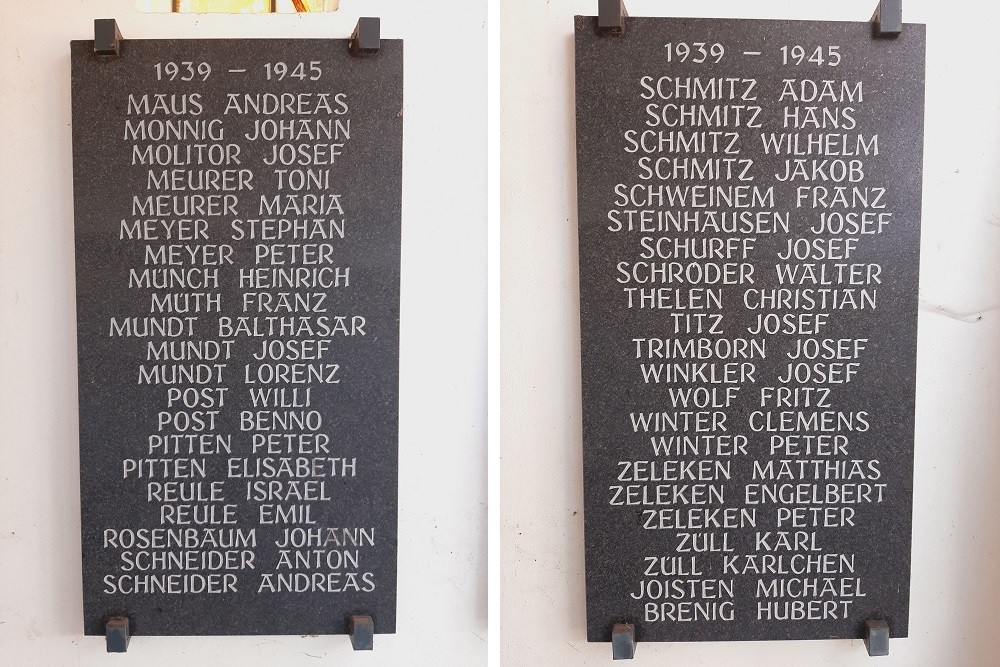 1939 – 1945
MAUS ANDREAS
MONNIG JOHANN
MOLITOR JOSEF
MEURER TONI
MEURER MARIA
MEYER STEPHAN
MEYER PETER
MÜNCH HEINRICH
MÜTH FRANZ
MUNDT BALTHASAR
MUNDT JOSEF
MUNDT LORENZ
POST WILLI
POST BENNO
PITTEN PETER
PITTEN ELISABETH
REULE ISRAEL
REULE EMIL
ROSENBAUM JOHANN
SCHNEIDER ANTON
SCHNEIDER ANDREAS
1939 – 1945
SCHMITZ ADAM
SCHMITZ HANS
SCHMITZ WILHELM
SCHMITZ JAKOB
SCHWEINEM FRANZ
STEINHAUSEN JOSEF
SCHURFF JOSEF
SCHRÖDER WALTER
THELEN CHRISTIAN
TITZ JOSEF
TRIMBORN JOSEF
WINKLER JOSEF
WOLF FRITZ
WINTER CLEMENS
WINTER PETER
ZELEKEN MATTHIAS
ZELEKEN ENGELBERT
ZELEKEN PETER
ZÜLL KARL
ZÜLL KARLCHEN
JOISTEN MICHAEL
BRENIG HUBERT